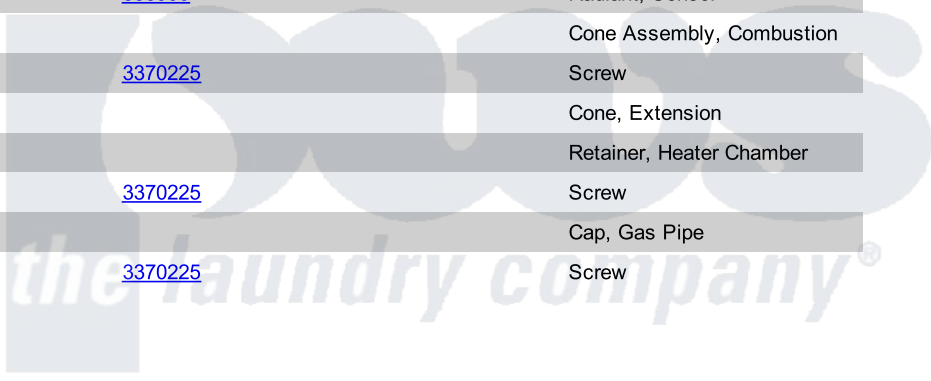 Cone Assembly, Combustion
3370225 Screw
Cone, Extension
Retainer, Heater Chamber
3370225 Screw
Cap, Gas Pipe
3370225 Screw
the laundry company®